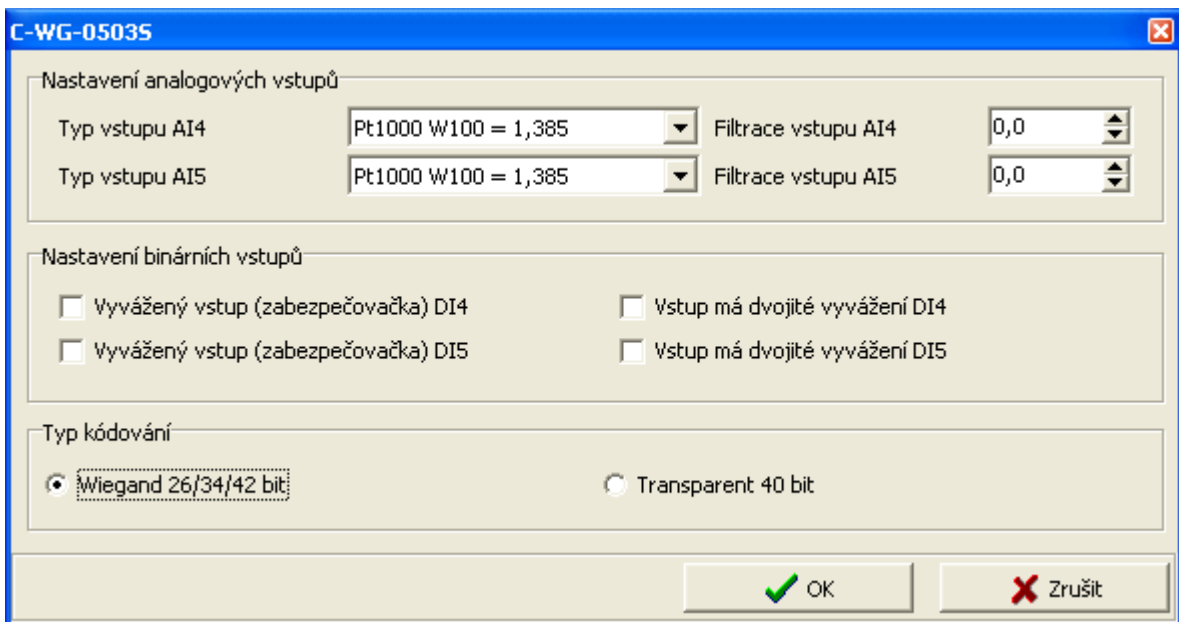 C-WG-0503S
Nastavení analogových vstupů
Typ vstupu AI4 Pt1000 W100 = 1,385 Filtrace vstupu AI4 0,0
Typ vstupu AI5 Pt1000 W100 = 1,385 Filtrace vstupu AI5 0,0
Nastavení binárních vstupů
Vyvážený vstup (zabezpečovačka) DI4 Vstup má dvojité vyvážení DI4
Vyvážený vstup (zabezpečovačka) DI5 Vstup má dvojité vyvážení DI5
Typ kódování
Wiegand 26/34/42 bit Transparent 40 bit
OK Zrušit